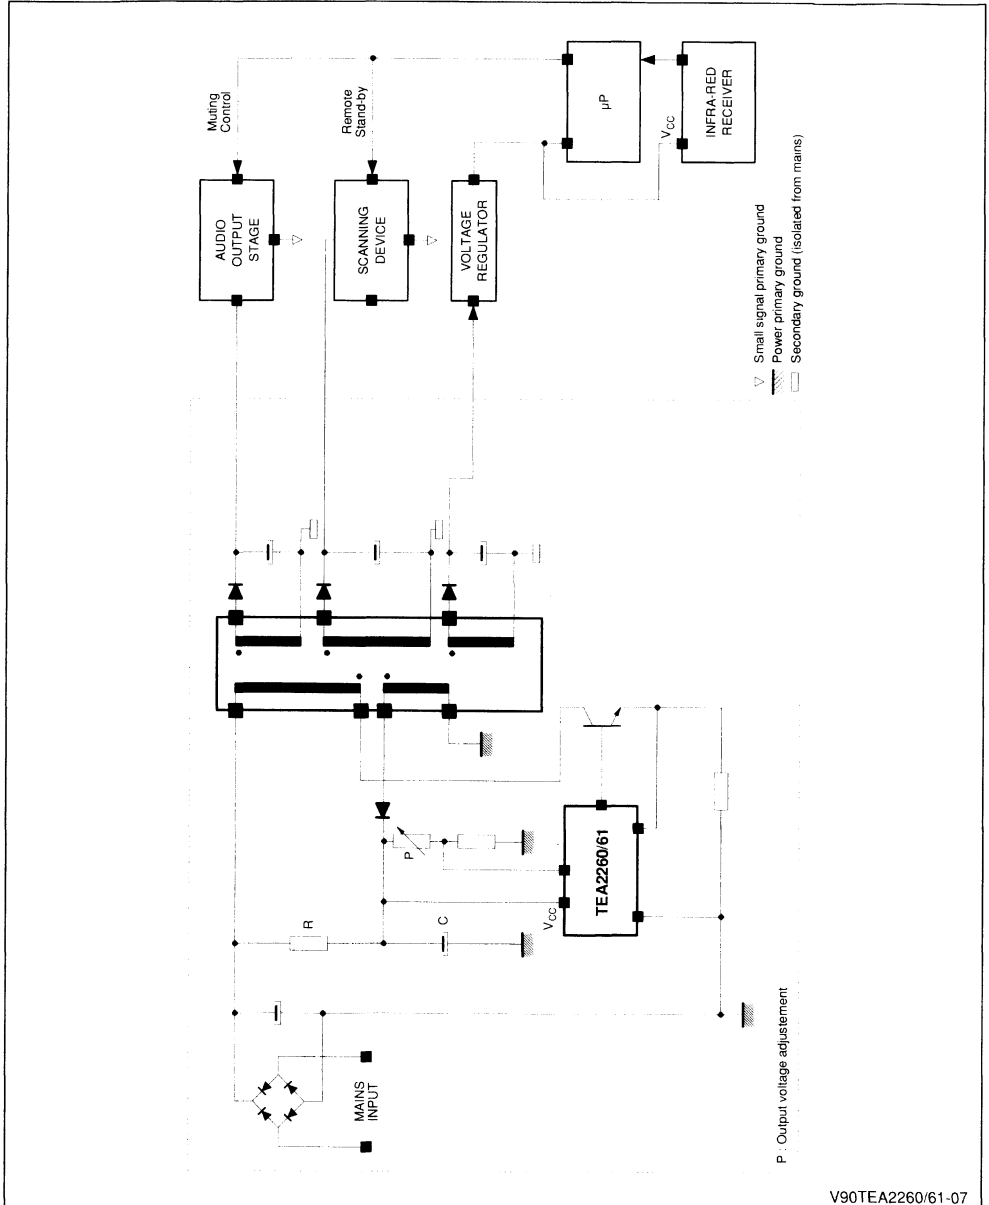 Muting
Control
Remote
Stand-by
µP
INFRA-RED
RECEIVER
VCC
AUDIO
OUTPUT
STAGE
SCANNING
DEVICE
VOLTAGE
REGULATOR
Small signal primary ground
Power primary ground
Secondary ground (isolated from mains)
P
R
C
VCC
TEA2260/61
MAINS
INPUT
P : Output voltage adjustement
V90TEA2260/61-07